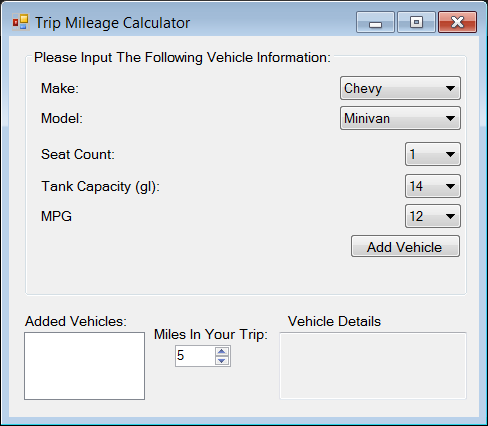 Trip Mileage Calculator
Please Input The Following Vehicle Information:
Make: Chevy
Model: Minivan
Seat Count: 1
Tank Capacity (gl): 14
MPG 12
Add Vehicle
Added Vehicles:
Miles In Your Trip:
5
Vehicle Details